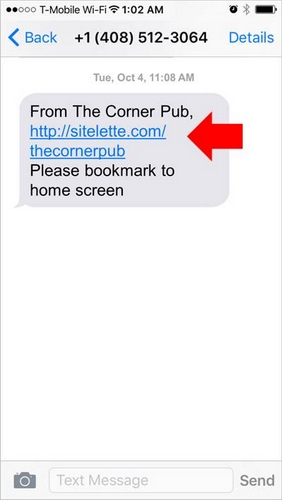 T-Mobile Wi-Fi 1:02 AM
Back +1 (408) 512-3064 Details
Tue, Oct 4, 11:08 AM
From The Corner Pub,
http://sitelette.com/
thecornerpub
Please bookmark to
home screen
Text Message Send